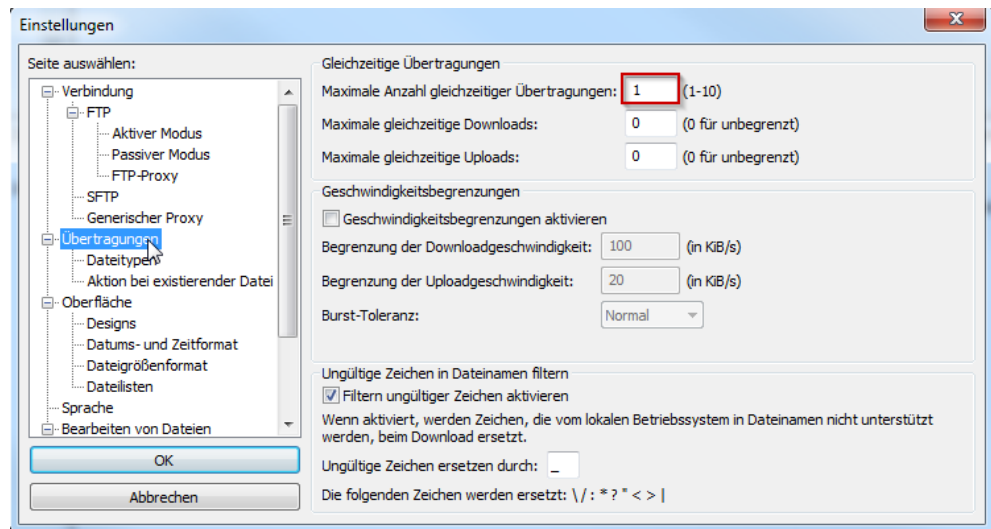 Einstellungen
Seite auswählen:
Verbindung
FTP
Aktiver Modus
Passiver Modus
FTP-Proxy
SFTP
Generischer Proxy
Übertragungen
Dateitypen
Aktion bei existierender Datei
Oberfläche
Designs
Datums- und Zeitformat
Dateigrößenformat
Dateilisten
Sprache
Bearbeiten von Dateien
OK
Abbrechen
Gleichzeitige Übertragungen
Maximale Anzahl gleichzeitiger Übertragungen: 1 (1-10)
Maximale gleichzeitige Downloads: 0 (0 für unbegrenzt)
Maximale gleichzeitige Uploads: 0 (0 für unbegrenzt)
Geschwindigkeitsbegrenzungen
Geschwindigkeitsbegrenzungen aktivieren
Begrenzung der Downloadgeschwindigkeit: 100 (in KiB/s)
Begrenzung der Uploadgeschwindigkeit: 20 (in KiB/s)
Burst-Toleranz: Normal
Ungültige Zeichen in Dateinamen filtern
Filtern ungültiger Zeichen aktivieren
Wenn aktiviert, werden Zeichen, die vom lokalen Betriebssystem in Dateinamen nicht unterstützt
werden, beim Download ersetzt.
Ungültige Zeichen ersetzen durch: _
Die folgenden Zeichen werden ersetzt: \ / : * ? " < > |